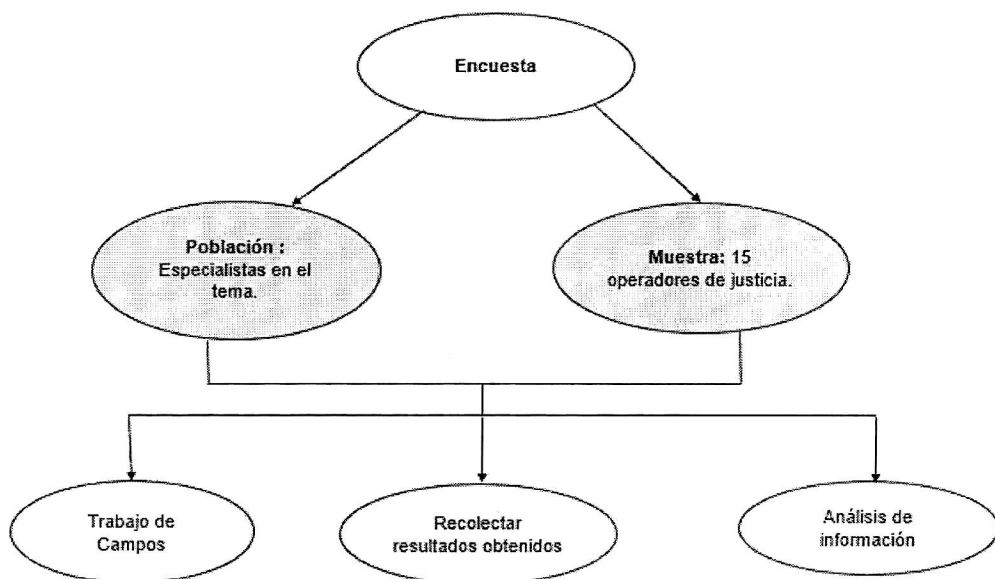 Encuesta
Población :
Especialistas en el
tema.
Muestra: 15
operadores de justicia.
Trabajo de
Campos
Recolectar
resultados obtenidos
Análisis de
información